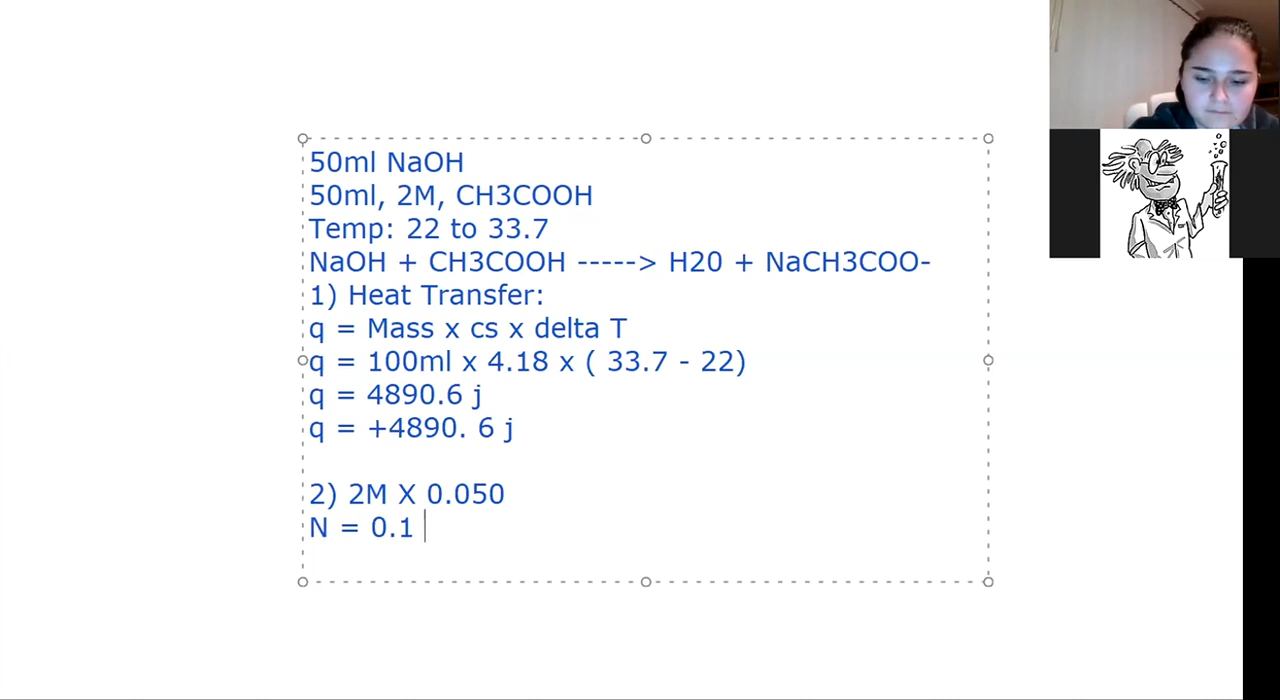 50ml NaOH
50ml, 2M, CH3COOH
Temp: 22 to 33.7
NaOH + CH3COOH -----> H20 + NaCH3COO-
1) Heat Transfer:
q = Mass x cs x delta T
q = 100ml x 4.18 x ( 33.7 - 22)
q = 4890.6 j
q = +4890. 6 j
2) 2M X 0.050
N = 0.1